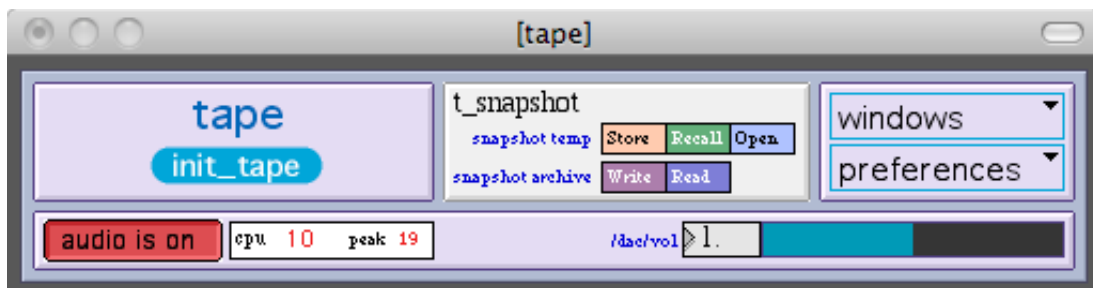 [tape]
tape
init_tape
t_snapshot
snapshot temp Store Recall Open
snapshot archive Write Read
windows
preferences
audio is on cpu 10 peak 19 /dac/vol 1.